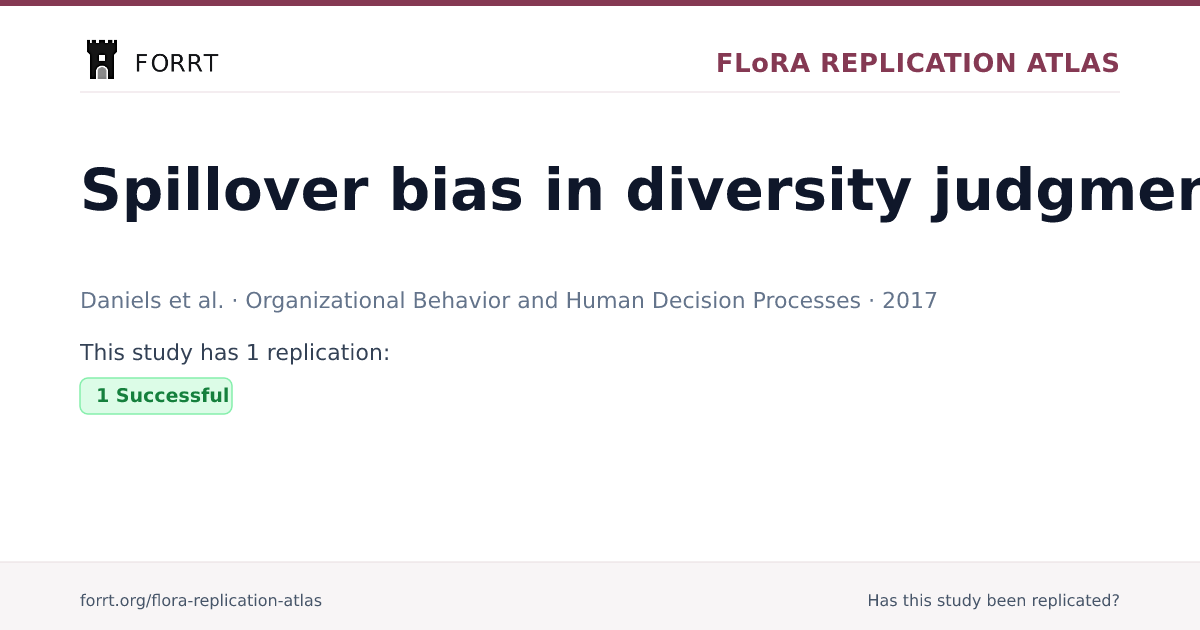 FORRT
FLoRA REPLICATION ATLAS
Spillover bias in diversity
Daniels et al. · Organizational Behavior and Human Decision Processes · 2017
This study has 1 replication:
1 Successful
forrt.org/flora-replication-atlas
Has this study been replicated?